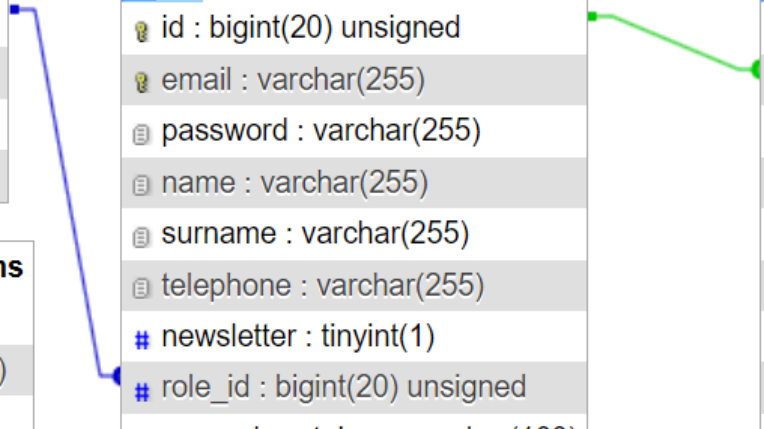 id : bigint(20) unsigned
email : varchar(255)
password : varchar(255)
name : varchar(255)
surname : varchar(255)
telephone : varchar(255)
ns
newsletter : tinyint(1)
)
role_id : bigint(20) unsigned